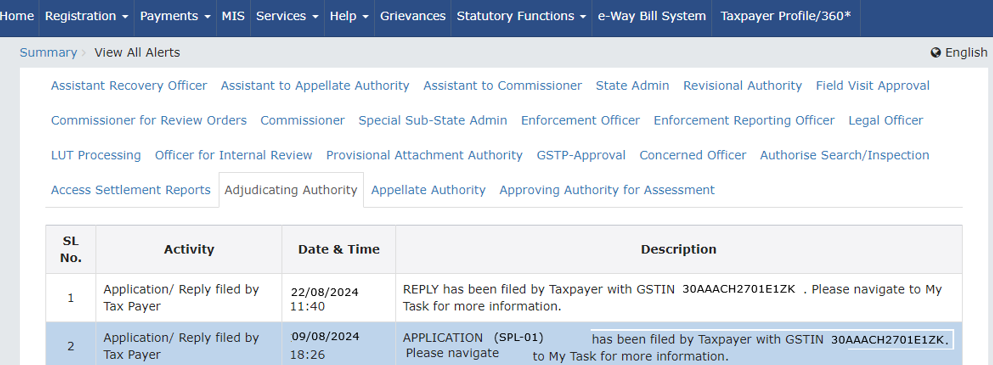 Home Registration Payments MIS Services Help Grievances Statutory Functions e-Way Bill System Taxpayer Profile/360*
Summary › View All Alerts English
Assistant Recovery Officer Assistant to Appellate Authority Assistant to Commissioner State Admin Revisional Authority Field Visit Approval
Commissioner for Review Orders Commissioner Special Sub-State Admin Enforcement Officer Enforcement Reporting Officer Legal Officer
LUT Processing Officer for Internal Review Provisional Attachment Authority GSTP-Approval Concerned Officer Authorise Search/Inspection
Access Settlement Reports Adjudicating Authority Appellate Authority Approving Authority for Assessment
SL No. Activity Date & Time Description
1 Application/ Reply filed by 22/08/2024 REPLY has been filed by Taxpayer with GSTIN 30AAACH2701E1ZK . Please navigate to My
Tax Payer 11:40 Task for more information.
2 Application/ Reply filed by 09/08/2024 APPLICATION (SPL-01) has been filed by Taxpayer with GSTIN 30AAACH2701E1ZK.
Tax Payer 18:26 Please navigate to My Task for more information.